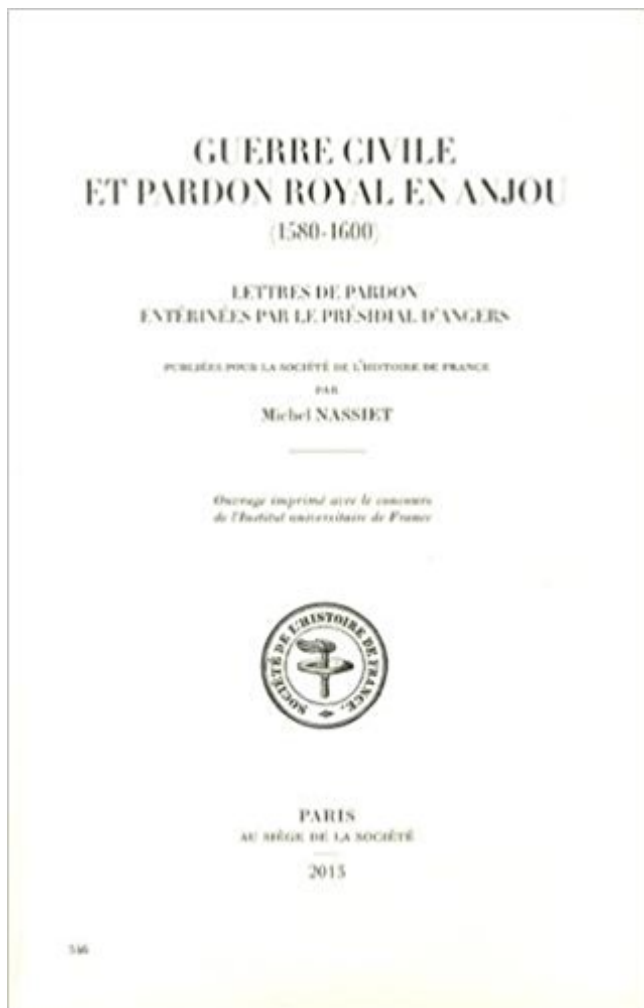 GUERRE CIVILE
ET PARDON ROYAL EN ANJOU
(1580-1600)
LETTRES DE PARDON
ENTÉRINÉES PAR LE PRÉSIDIAL D'ANGERS
PUBLIÉES POUR LA SOCIÉTÉ DE L'HISTOIRE DE FRANCE
PAR
Michel NASSIET
Ouvrage imprimé avec le concours
de l'Institut universitaire de France
SOCIÉTÉ DE L'HISTOIRE DE FRANCE.
PARIS
AU SIÈGE DE LA SOCIÉTÉ
2013